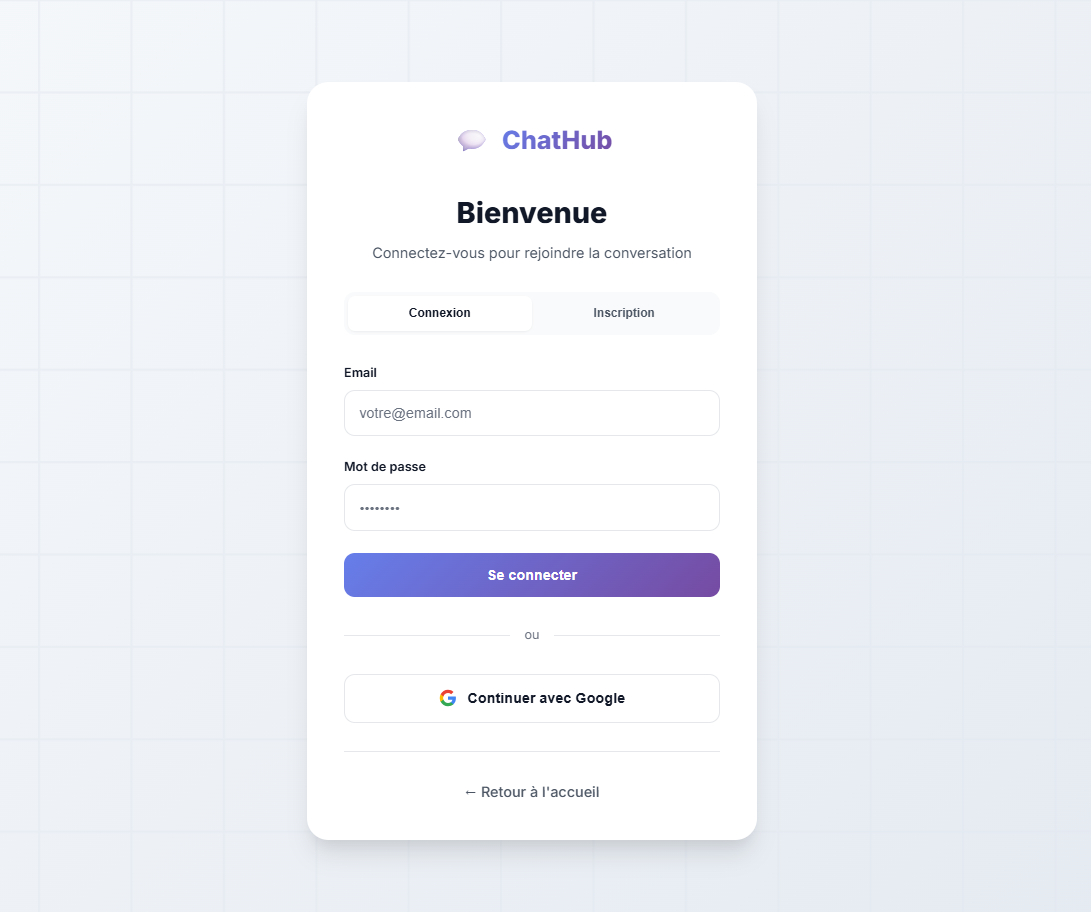 ChatHub
Bienvenue
Connectez-vous pour rejoindre la conversation
Connexion Inscription
Email
votre@email.com
Mot de passe
••••••••
Se connecter
ou
Continuer avec Google
← Retour à l'accueil